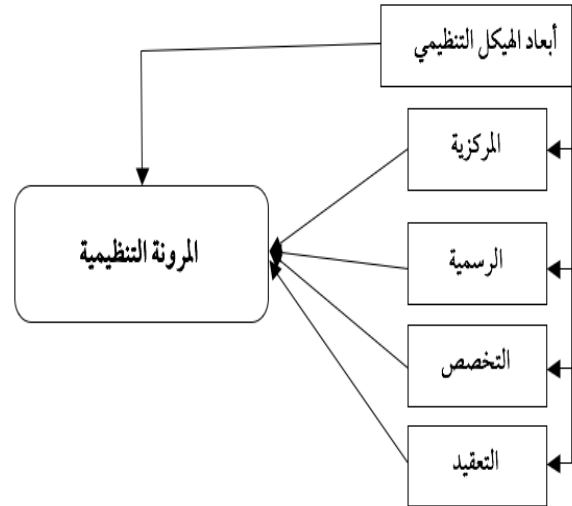 أبعاد الهيكل التنظيمي
المركزية
الرسمية
التخصص
التعقيد
المرونة التنظيمية